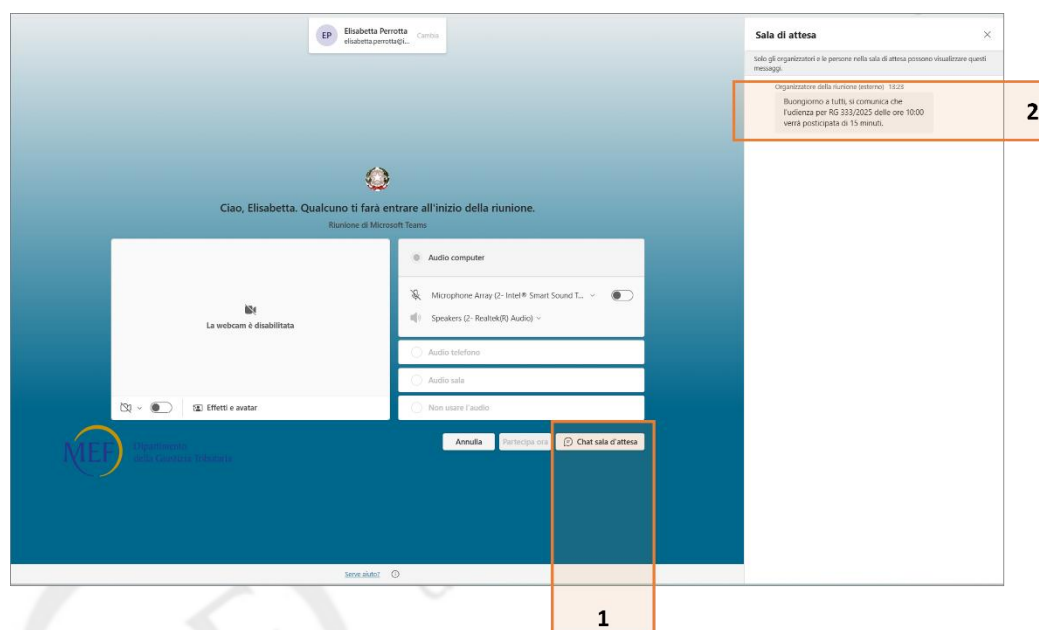 EP
Elisabetta Perrotta
elisabetta.perrotta@i...
Cambia
Sala di attesa
Solo gli organizzatori e le persone nella sala di attesa possono visualizzare questi
messaggi.
Organizzatore della riunione (esterno) 13:23
Buongiorno a tutti, si comunica che
l'udienza per RG 333/2025 delle ore 10:00
verrà posticipata di 15 minuti.
2
Ciao, Elisabetta. Qualcuno ti farà entrare all'inizio della riunione.
Riunione di Microsoft Teams
La webcam è disabilitata
Effetti e avatar
Audio computer
Microphone Array (2- Intel® Smart Sound T...
Speakers (2- Realtek(R) Audio)
Audio telefono
Audio sala
Non usare l'audio
Annulla
Partecipa ora
Chat sala d'attesa
MEF
Dipartimento
della Giustizia Tributaria
Serve aiuto?
1